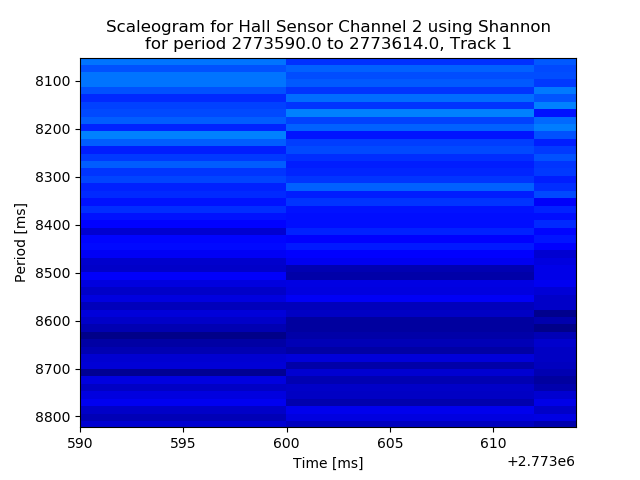 Scaleogram for Hall Sensor Channel 2 using Shannon
for period 2773590.0 to 2773614.0, Track 1
Period [ms]
8100
8200
8300
8400
8500
8600
8700
8800
590 595 600 605 610
Time [ms]
+2.773e6